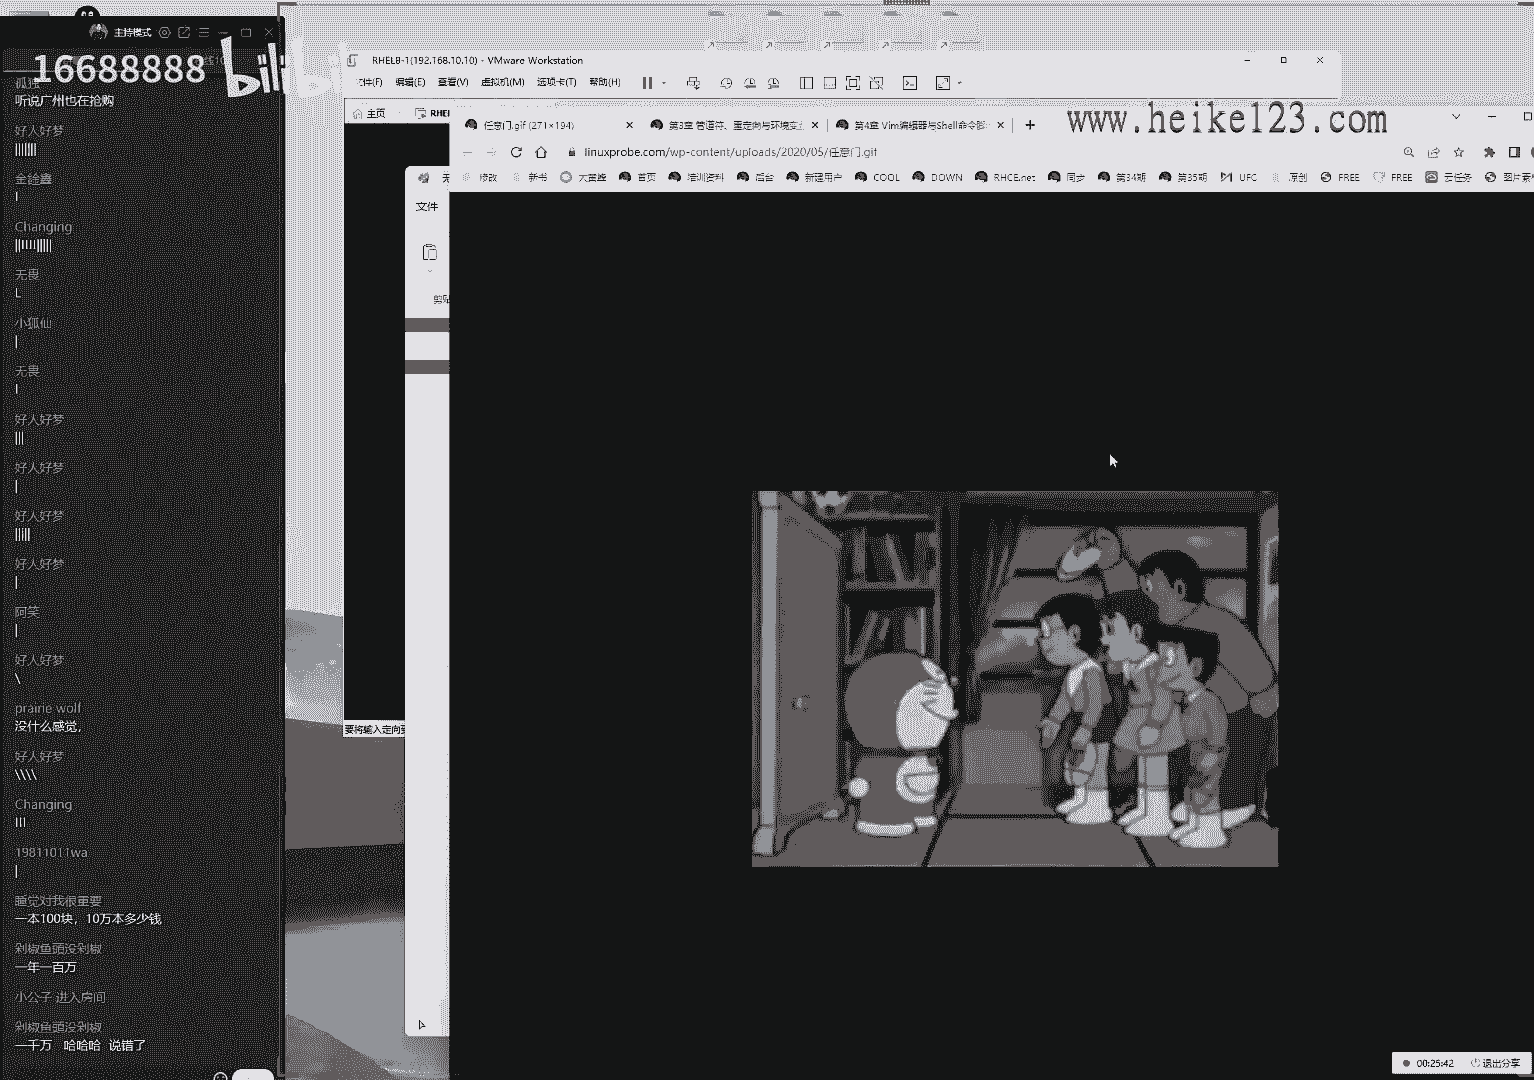 主持模式
16688888
bilibili
孤独
听说广州也在抢购
好人好梦
|||||||
金鎗蟲
|
Changing
无畏
L
小狐仙
|
无畏
|
好人好梦
|||
好人好梦
|
好人好梦
|||||
好人好梦
|
阿笑
|
好人好梦
\
prairie wolf
没什么感觉,
好人好梦
\\\\
Changing
|||
19811011wa
|
睡觉对我很重要
一本100块，10万本多少钱
剁椒鱼頭没剁椒
一年一百万
小公子 进入房间
剁椒鱼頭没剁椒
一千万 哈哈哈 说错了
RHEL8-1(192.168.10.10) - VMware Workstation
文件(F) 编辑(E) 查看(V) 虚拟机(M) 选项卡(T) 帮助(H)
主页 RHEL
www.heike123.com
任意门.gif (271×194) 第3章 管道符、重定向与环境变 第4章 Vim编辑器与Shell命令脚
linuxprobe.com/wp-content/uploads/2020/05/任意门.gif
修改 新书 大黄蜂 首页 培训资料 后台 新建用户 COOL DOWN RHCE.net 同步 第34期 第35期 UFC 原创 FREE FREE 云任务 图片素
文件
剪贴
要将输入定向到
00:25:42 退出分享